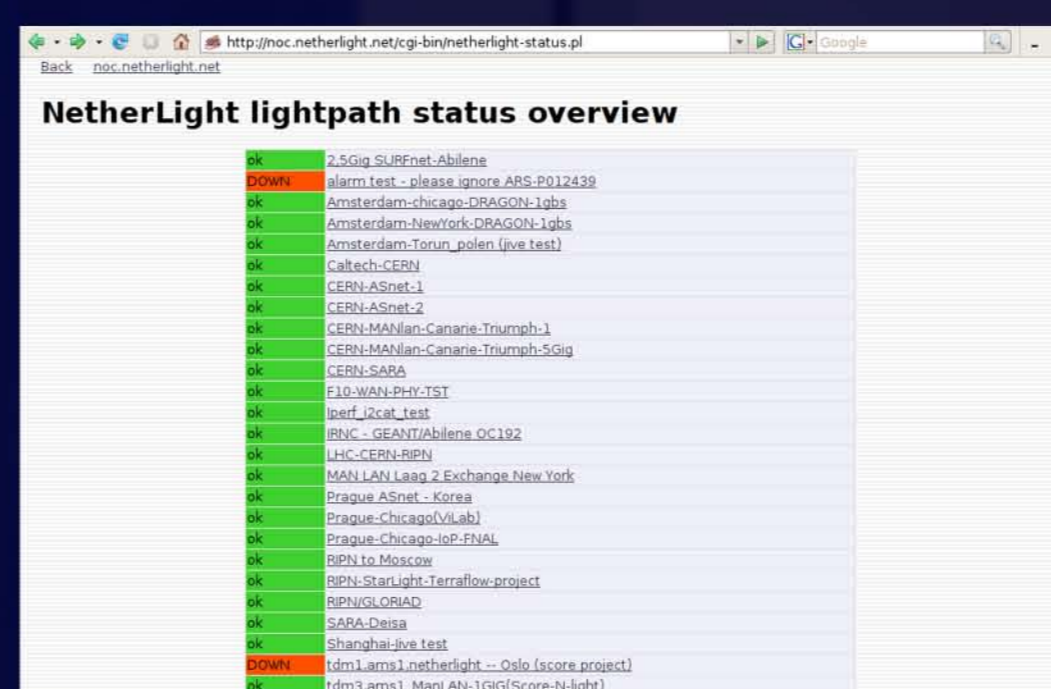 http://noc.netherlight.net/cgi-bin/netherlight-status.pl G Google
Back noc.netherlight.net
NetherLight lightpath status overview
ok 2,5Gig SURFnet-Abilene
DOWN alarm test - please ignore ARS-P012439
ok Amsterdam-chicago-DRAGON-1gbs
ok Amsterdam-NewYork-DRAGON-1gbs
ok Amsterdam-Torun_polen (jive test)
ok Caltech-CERN
ok CERN-ASnet-1
ok CERN-ASnet-2
ok CERN-MANlan-Canarie-Triumph-1
ok CERN-MANlan-Canarie-Triumph-5Gig
ok CERN-SARA
ok F10-WAN-PHY-TST
ok Iperf_i2cat_test
ok IRNC - GEANT/Abilene OC192
ok LHC-CERN-RIPN
ok MAN LAN Laag 2 Exchange New York
ok Prague ASnet - Korea
ok Prague-Chicago(ViLab)
ok Prague-Chicago-IoP-FNAL
ok RIPN to Moscow
ok RIPN-StarLight-Terraflow-project
ok RIPN/GLORIAD
ok SARA-Deisa
ok Shanghai-Jive test
DOWN tdm1.ams1.netherlight -- Oslo (score project)
ok tdm3.ams1_ManLAN-1GIG(Score-N-light)